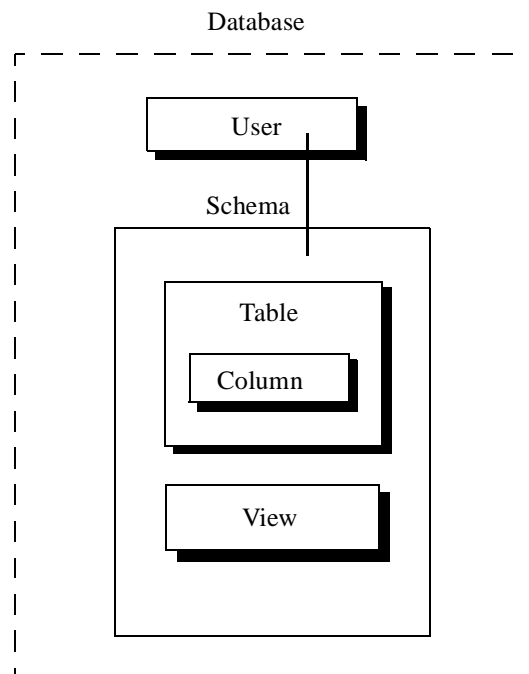 Database
User
Schema
Table
Column
View